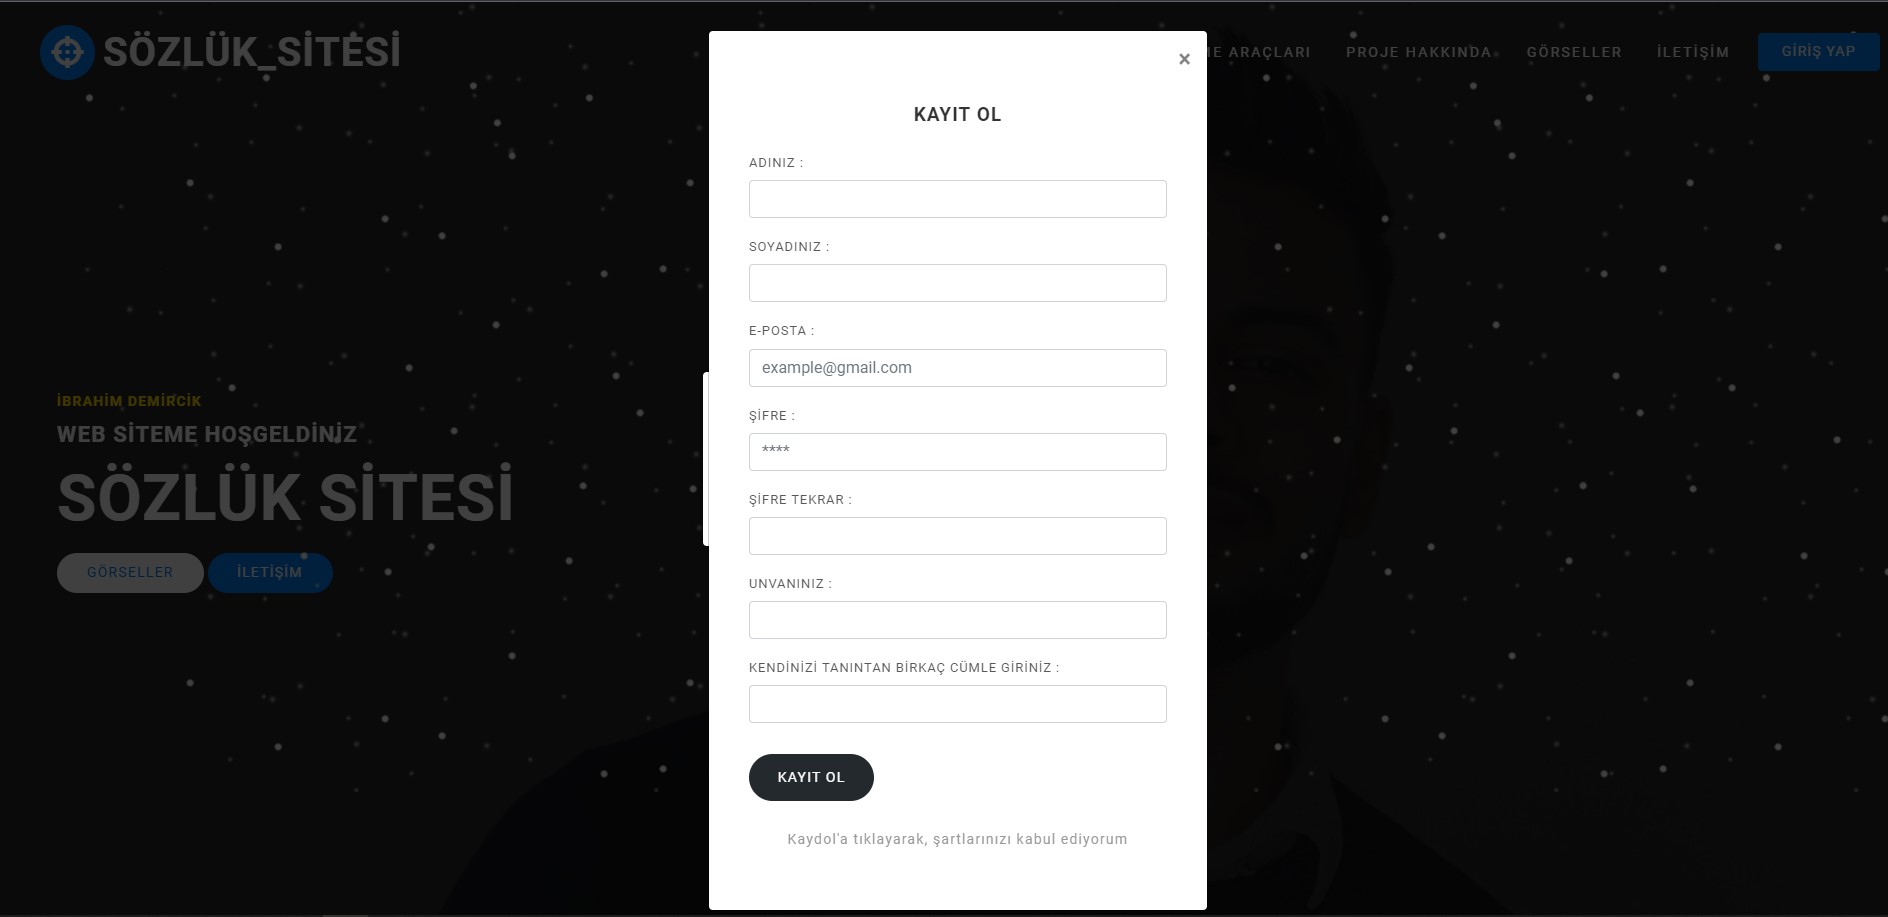 SÖZLÜK_SİTESİ
ARAÇLARI
PROJE HAKKINDA
GÖRSELLER
İLETİŞİM
GİRİŞ YAP
×
KAYIT OL
ADINIZ :
SOYADINIZ :
E-POSTA :
example@gmail.com
ŞİFRE :
****
ŞİFRE TEKRAR :
UNVANINIZ :
KENDİNİZİ TANINTAN BİRKAÇ CÜMLE GİRİNİZ :
KAYIT OL
Kaydol'a tıklayarak, şartlarınızı kabul ediyorum
İBRAHİM DEMİRCİK
WEB SİTEME HOŞGELDİNİZ
SÖZLÜK SİTESİ
GÖRSELLER
İLETİŞİM